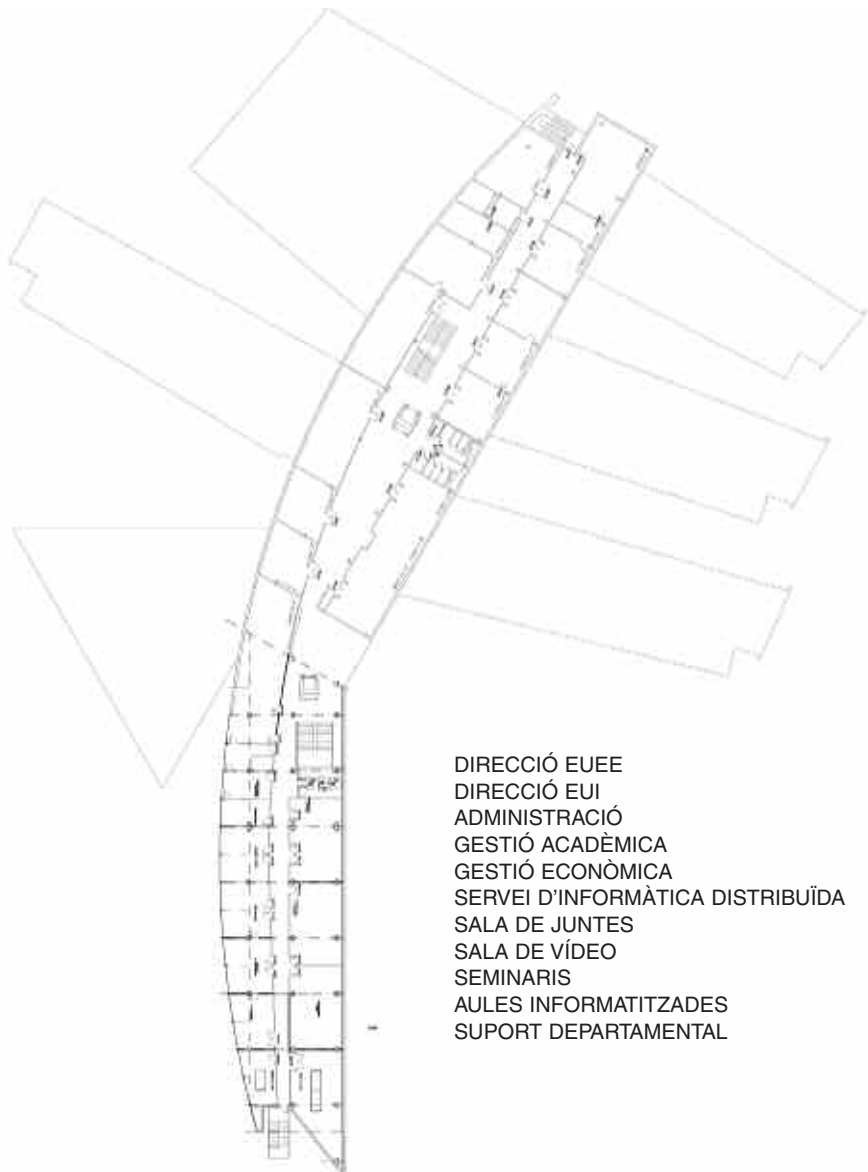 DIRECCIÓ EUEE
DIRECCIÓ EUI
ADMINISTRACIÓ
GESTIÓ ACADÈMICA
GESTIÓ ECONÒMICA
SERVEI D'INFORMÀTICA DISTRIBUÏDA
SALA DE JUNTES
SALA DE VÍDEO
SEMINARIS
AULES INFORMATITZADES
SUPORT DEPARTAMENTAL